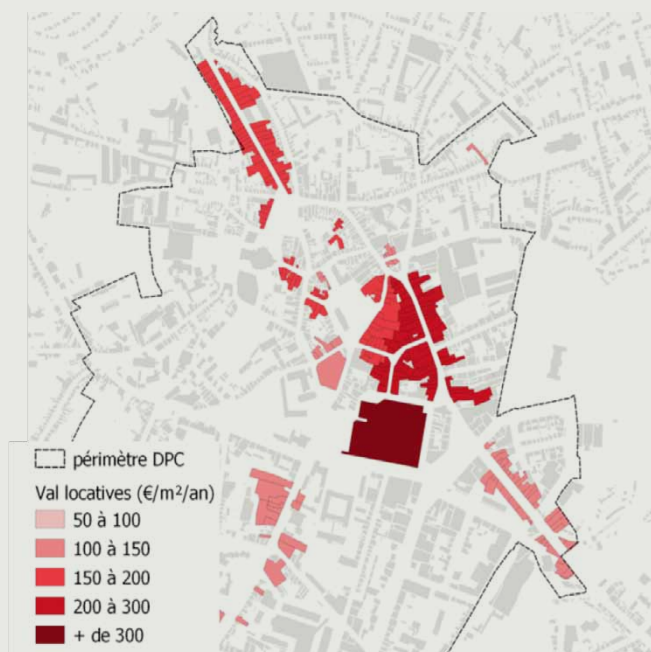 périmètre DPC
Val locatives (€/m²/an)
50 à 100
100 à 150
150 à 200
200 à 300
+ de 300